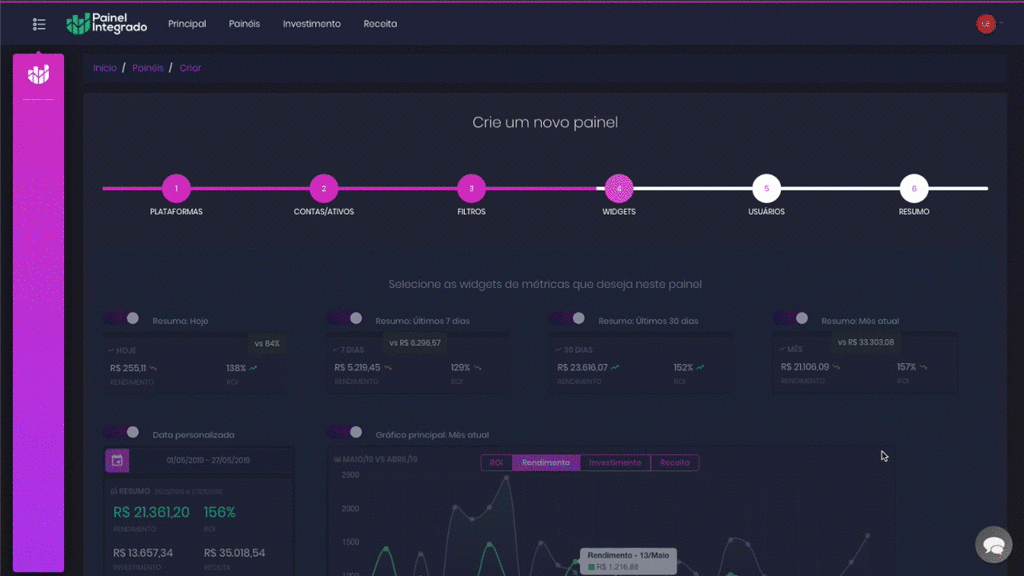 Painel Integrado
Principal Painéis Investimento Receita
LE
Início / Painéis / Criar
Crie um novo painel
1 2 3 4 5 6
PLATAFORMAS CONTAS/ATIVOS FILTROS WIDGETS USUÁRIOS RESUMO
Selecione as widgets de métricas que deseja neste painel
Resumo: Hoje Resumo: Últimos 7 dias Resumo: Últimos 30 dias Resumo: Mês atual
vs 84% vs R$ 6.296,57 vs R$ 33.303,08
HOJE 7 DIAS 30 DIAS MÊS
R$ 255,11 138% R$ 5.219,45 129% R$ 23.616,07 152% R$ 21.106,09 157%
RENDIMENTO ROI RENDIMENTO ROI RENDIMENTO ROI RENDIMENTO ROI
Data personalizada Gráfico principal: Mês atual
01/05/2019 - 27/05/2019 MAIO/19 VS ABRIL/19 ROI Rendimento Investimento Receita
2500
RESUMO
2000
R$ 21.361,20 156%
RENDIMENTO ROI
1500
R$ 13.657,34 R$ 35.018,54
Rendimento - 13/Maio
INVESTIMENTO RECEITA
R$ 1.216,68
1000